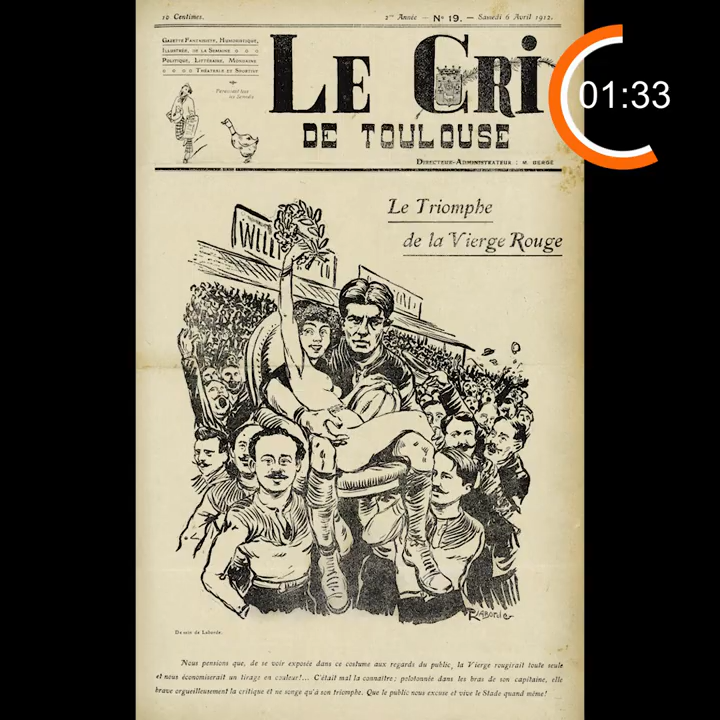 10 Centimes.
1re Année — No 19. — Samedi 6 Avril 1912.
Gazette Fantaisiste, Humoristique,
Illustrée, de la Semaine
Politique, Littéraire, Mondaine
Théatrale et Sportive
Paraissant tous
les Samedis
LE CRI
DE TOULOUSE
Directeur-Administrateur : M. BERGÉ
01:33
Le Triomphe
de la Vierge Rouge
Dessin de Laborde.
Nous pensions que, de se voir exposée dans ce costume aux regards du public, la Vierge rougirait toute seule
et nous économiserait un tirage en couleur!... C'était mal la connaître: pelotonnée dans les bras de son capitaine, elle
brave orgueilleusement la critique et ne songe qu'à son triomphe. Que le public nous excuse et vive le Stade quand même!